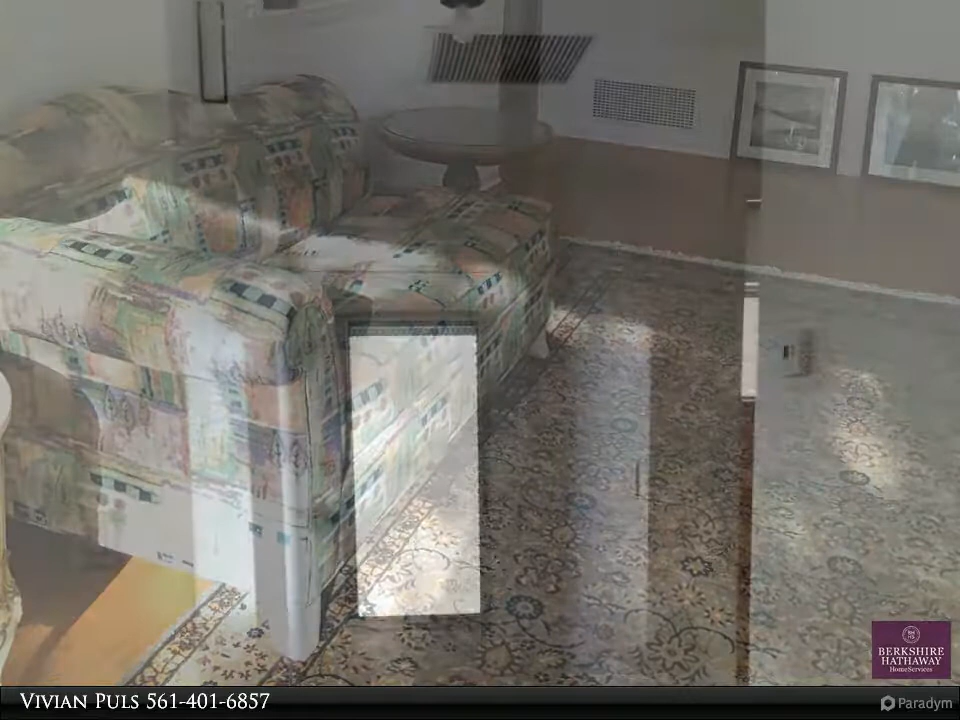 BERKSHIRE
HATHAWAY
HomeServices
VIVIAN PULS 561-401-6857
Paradym